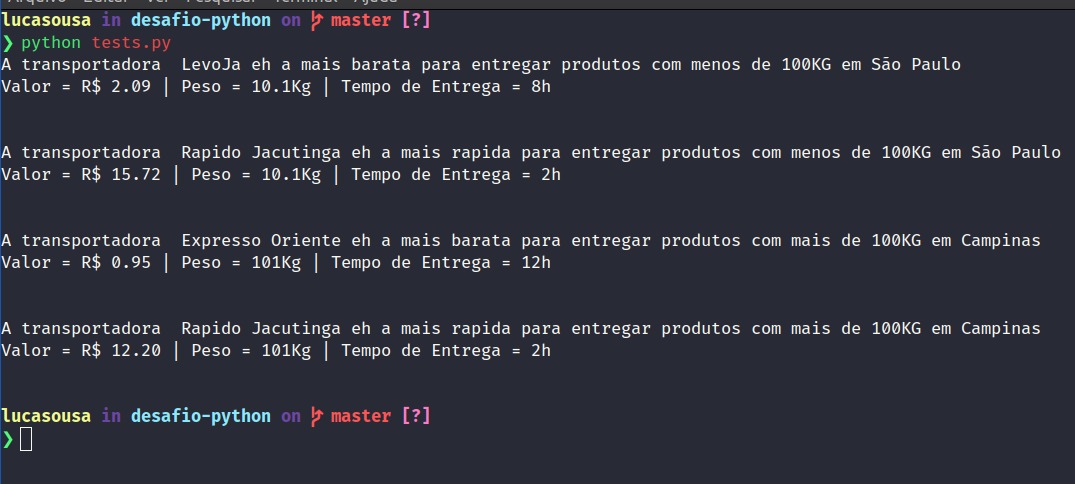 Arquivo Editar Ver Pesquisar Terminal Ajuda
lucasousa in desafio-python on master [?]
❯ python tests.py
A transportadora  LevoJa eh a mais barata para entregar produtos com menos de 100KG em São Paulo
Valor = R$ 2.09 | Peso = 10.1Kg | Tempo de Entrega = 8h
A transportadora  Rapido Jacutinga eh a mais rapida para entregar produtos com menos de 100KG em São Paulo
Valor = R$ 15.72 | Peso = 10.1Kg | Tempo de Entrega = 2h
A transportadora  Expresso Oriente eh a mais barata para entregar produtos com mais de 100KG em Campinas
Valor = R$ 0.95 | Peso = 101Kg | Tempo de Entrega = 12h
A transportadora  Rapido Jacutinga eh a mais rapida para entregar produtos com mais de 100KG em Campinas
Valor = R$ 12.20 | Peso = 101Kg | Tempo de Entrega = 2h
lucasousa in desafio-python on master [?]
❯